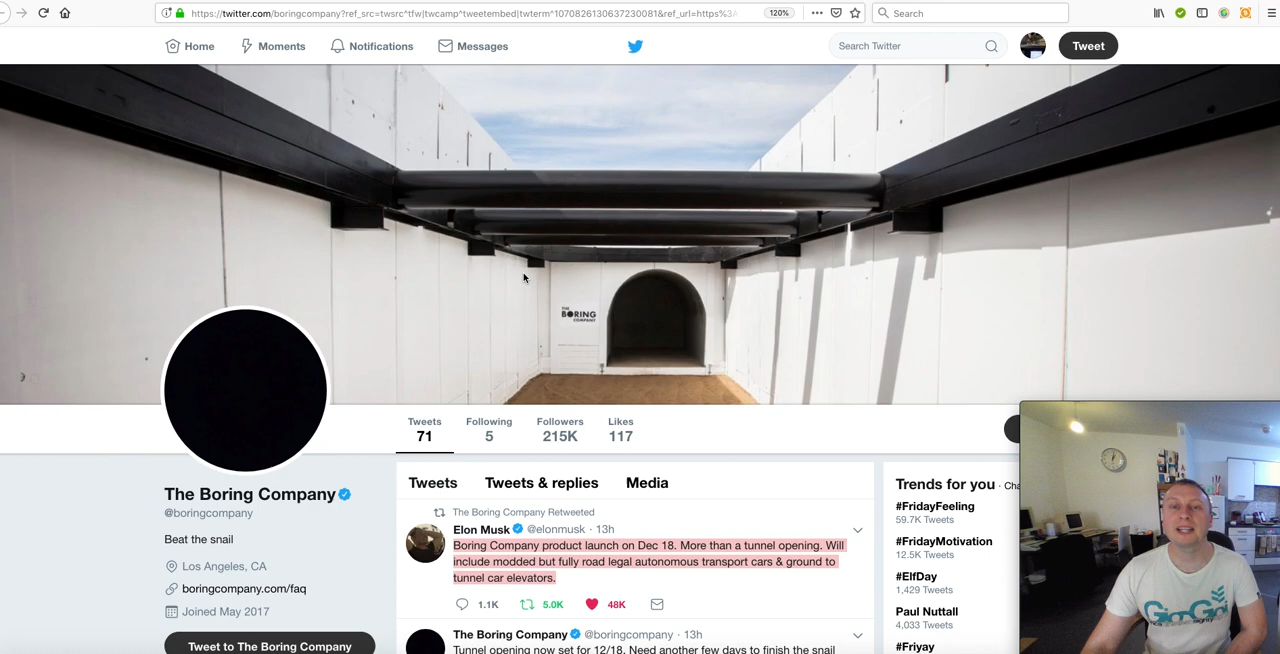 https://twitter.com/boringcompany?ref_src=twsrc^tfw|twcamp^tweetembed|twterm^1070826130637230081&ref_url=https%3
120%
Search
Home
Moments
Notifications
Messages
Search Twitter
Tweet
THE
BORING
COMPANY
Tweets
71
Following
5
Followers
215K
Likes
117
The Boring Company
@boringcompany
Beat the snail
Los Angeles, CA
boringcompany.com/faq
Joined May 2017
Tweet to The Boring Company
Tweets
Tweets & replies
Media
The Boring Company Retweeted
Elon Musk @elonmusk · 13h
Boring Company product launch on Dec 18. More than a tunnel opening. Will
include modded but fully road legal autonomous transport cars & ground to
tunnel car elevators.
1.1K
5.0K
48K
The Boring Company @boringcompany · 13h
Tunnel opening now set for 12/18. Need another few days to finish the snail
Trends for you · Cha
#FridayFeeling
59.7K Tweets
#FridayMotivation
12.5K Tweets
#ElfDay
1,429 Tweets
Paul Nuttall
4,033 Tweets
#Friyay